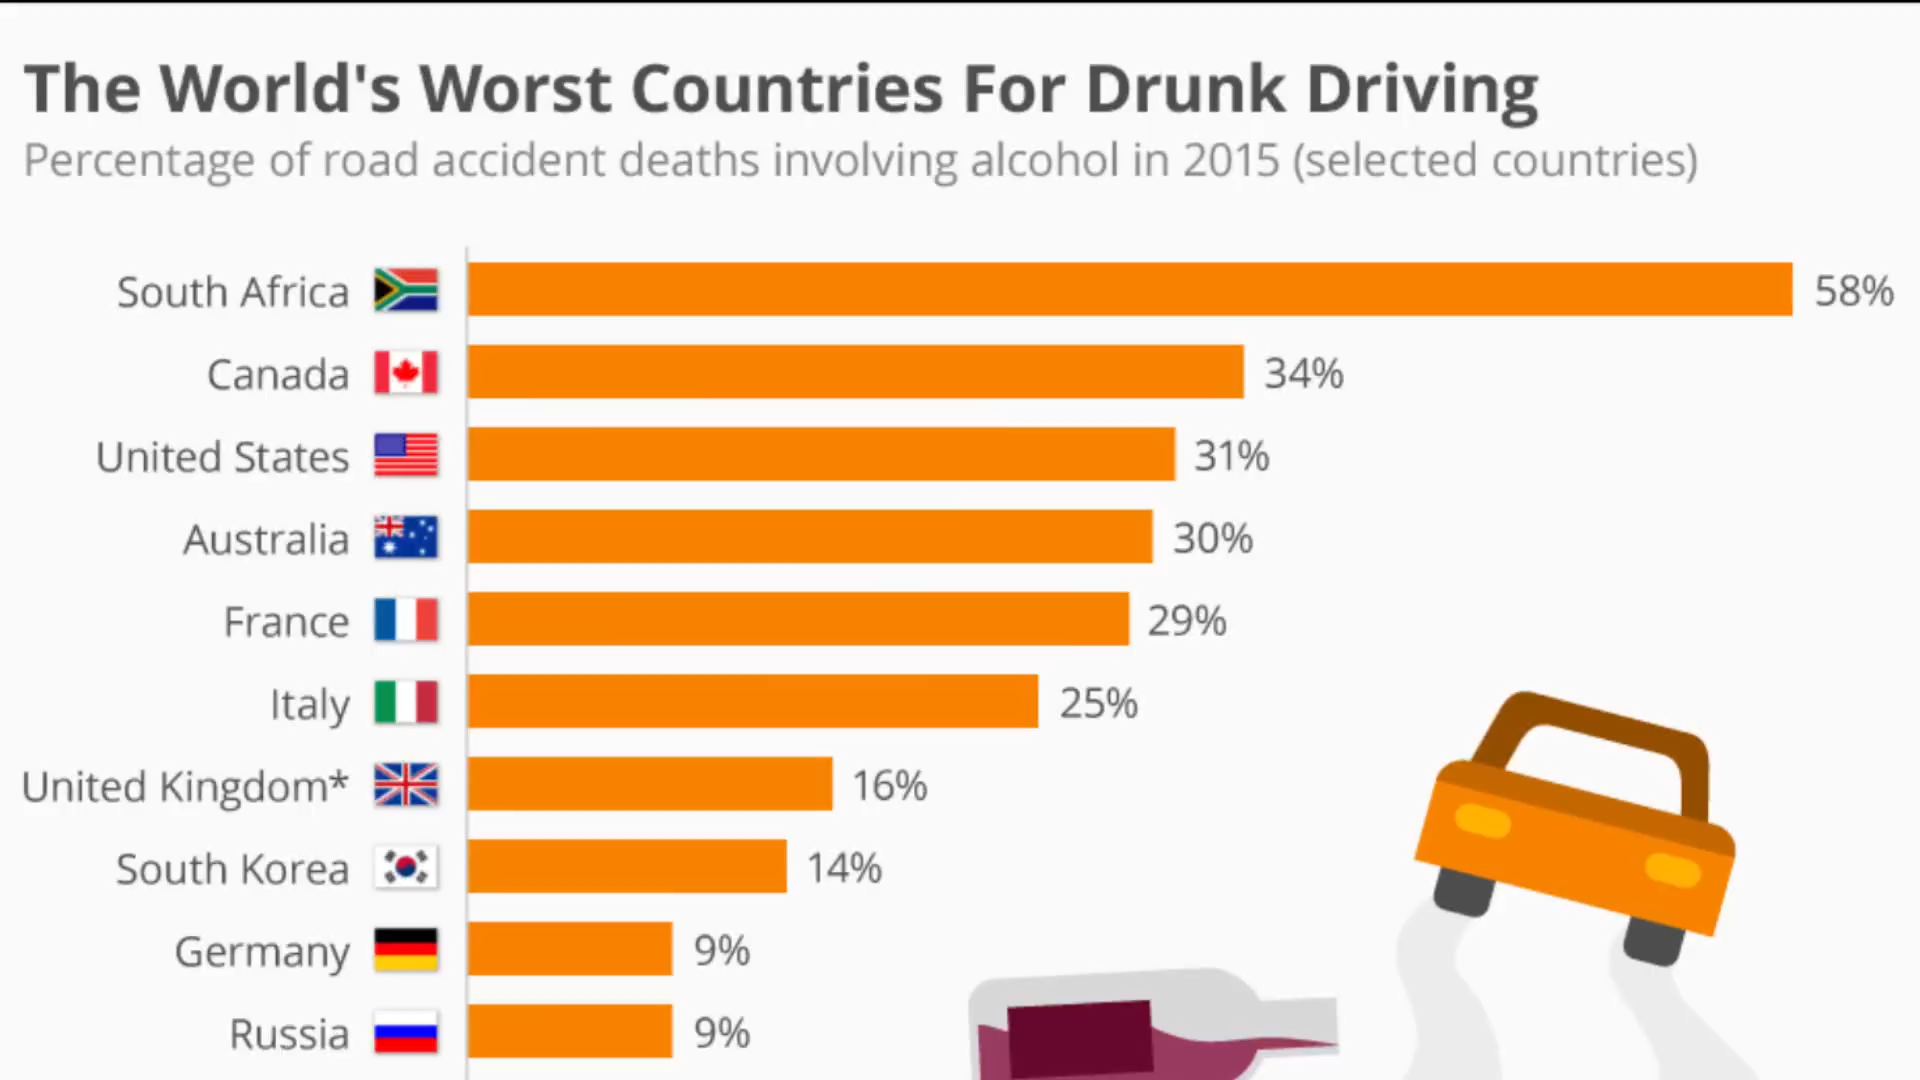 The World's Worst Countries For Drunk Driving
Percentage of road accident deaths involving alcohol in 2015 (selected countries)
South Africa 58%
Canada 34%
United States 31%
Australia 30%
France 29%
Italy 25%
United Kingdom* 16%
South Korea 14%
Germany 9%
Russia 9%